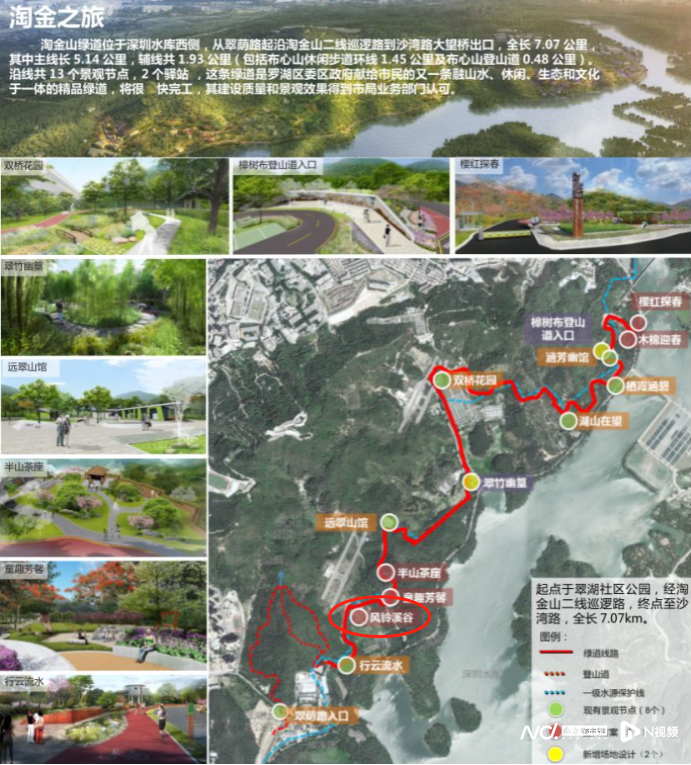 淘金之旅
淘金山绿道位于深圳水库西侧，从翠荫路起沿淘金山二线巡逻路到沙湾路大望桥出口，全长 7.07 公里，
其中主线长 5.14 公里，辅线共 1.93 公里（包括布心山休闲步道环线 1.45 公里及布心山登山道 0.48 公里）。
沿线共 13 个景观节点，2 个驿站 ，这条绿道是罗湖区委区政府献给市民的又一条融山水、休闲。生态和文化
于一体的精品绿道，将很 快完工，其建设质量和景观效果得到市局业务部门认可。
双桥花园
樟树布登山道入口
樱红探春
翠竹幽篁
远翠山馆
半山茶座
童趣芳馨
行云流水
樱红探春
樟树布登山
道入口
木棉迎春
涵芳幽馆
双桥花园
栖霞涵碧
湖山在望
翠竹幽篁
远翠山馆
半山茶座
童趣芳馨
风铃溪谷
行云流水
翠荫路入口
深圳水库
起点于翠湖社区公园，经淘
金山二线巡逻路，终点至沙
湾路，全长 7.07km。
图例：
绿道线路
登山道
一级水源保护线
现有景观节点（8个）
N视频
新增场地设计（2个）